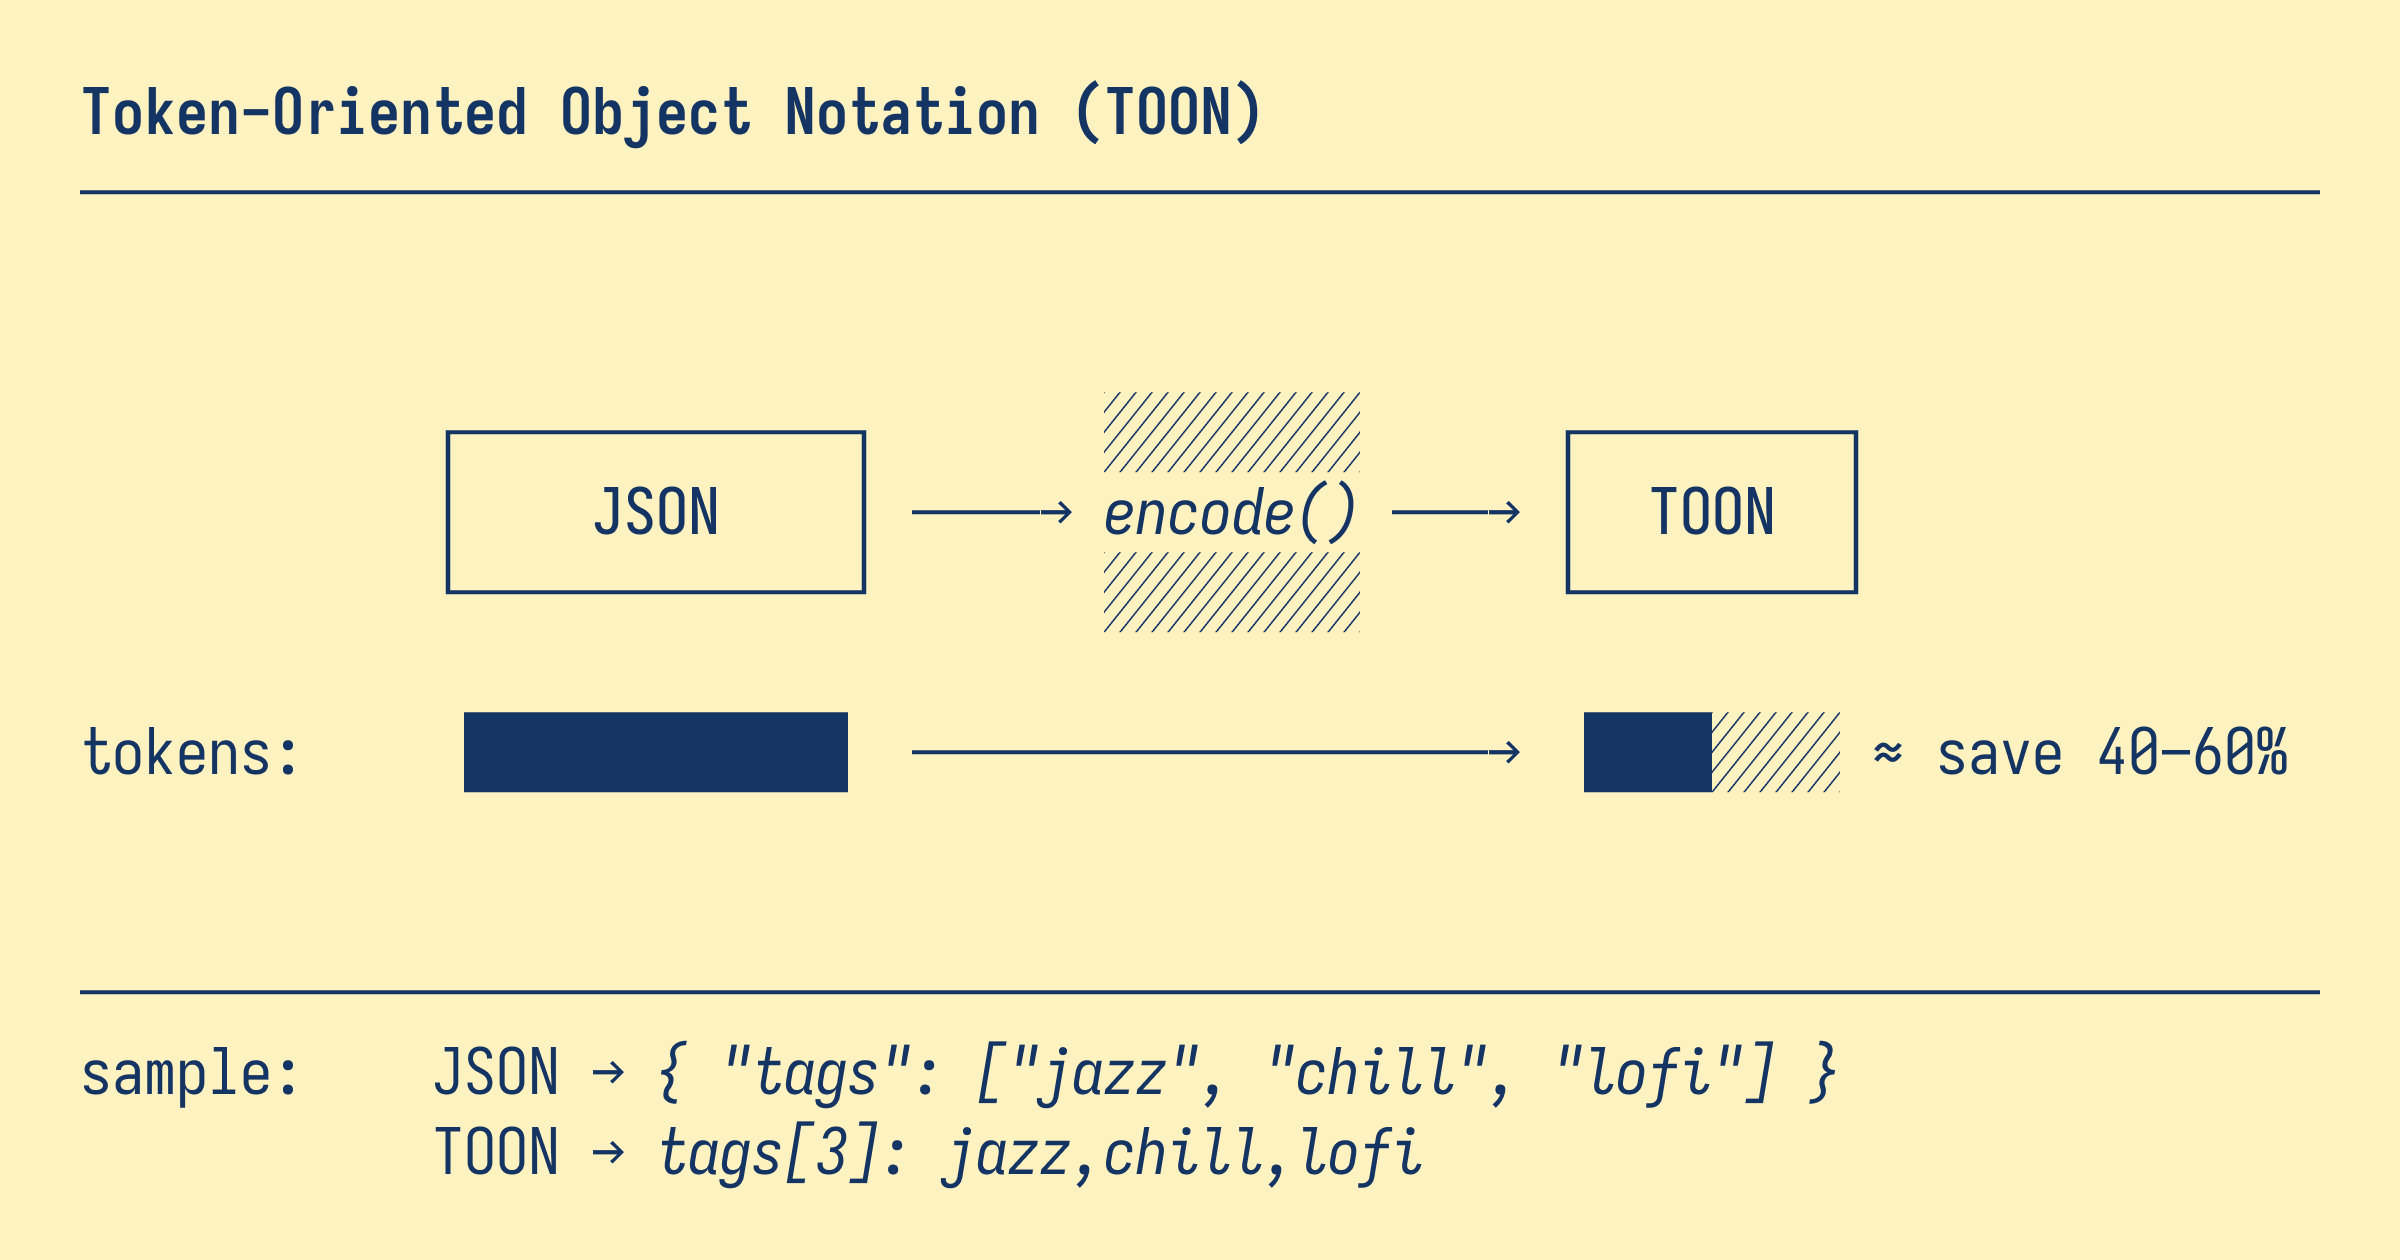 Token-Oriented Object Notation (TOON)
JSON → encode() → TOON
tokens: → ≈ save 40–60%
sample: JSON → { "tags": ["jazz", "chill", "lofi"] }
TOON → tags[3]: jazz,chill,lofi